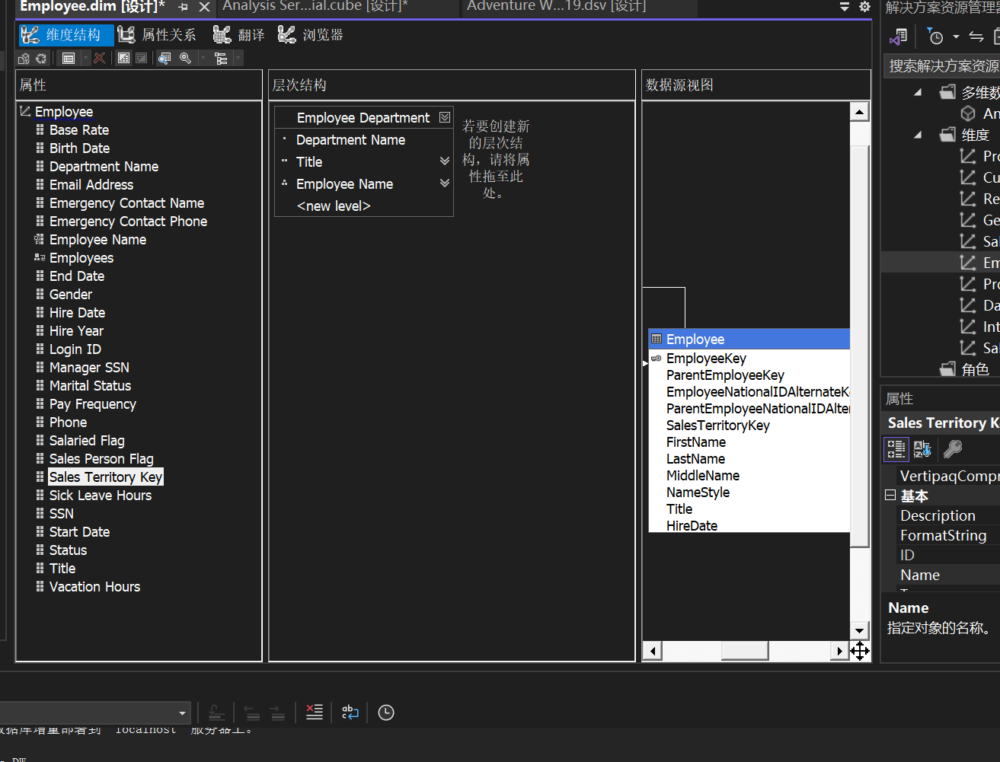 Employee.dim [设计]*
Analysis Ser...ial.cube [设计]*
Adventure W...19.dsv [设计]
维度结构
属性关系
翻译
浏览器
属性
Employee
Base Rate
Birth Date
Department Name
Email Address
Emergency Contact Name
Emergency Contact Phone
Employee Name
Employees
End Date
Gender
Hire Date
Hire Year
Login ID
Manager SSN
Marital Status
Pay Frequency
Phone
Salaried Flag
Sales Person Flag
Sales Territory Key
Sick Leave Hours
SSN
Start Date
Status
Title
Vacation Hours
层次结构
Employee Department
Department Name
Title
Employee Name
<new level>
若要创建新
的层次结
构，请将属
性拖至此
处。
数据源视图
Employee
EmployeeKey
ParentEmployeeKey
EmployeeNationalIDAlternateK
ParentEmployeeNationalIDAlter
SalesTerritoryKey
FirstName
LastName
MiddleName
NameStyle
Title
HireDate
解决方案资源管理器
搜索解决方案资源
多维数
An
维度
Pro
Cu
Re
Ge
Sal
Em
Pro
Da
Int
Sal
角色
属性
Sales Territory K
VertipaqCompr
基本
Description
FormatString
ID
Name
Name
指定对象的名称。
数据库增量部署到 localhost 服务器上。
DW